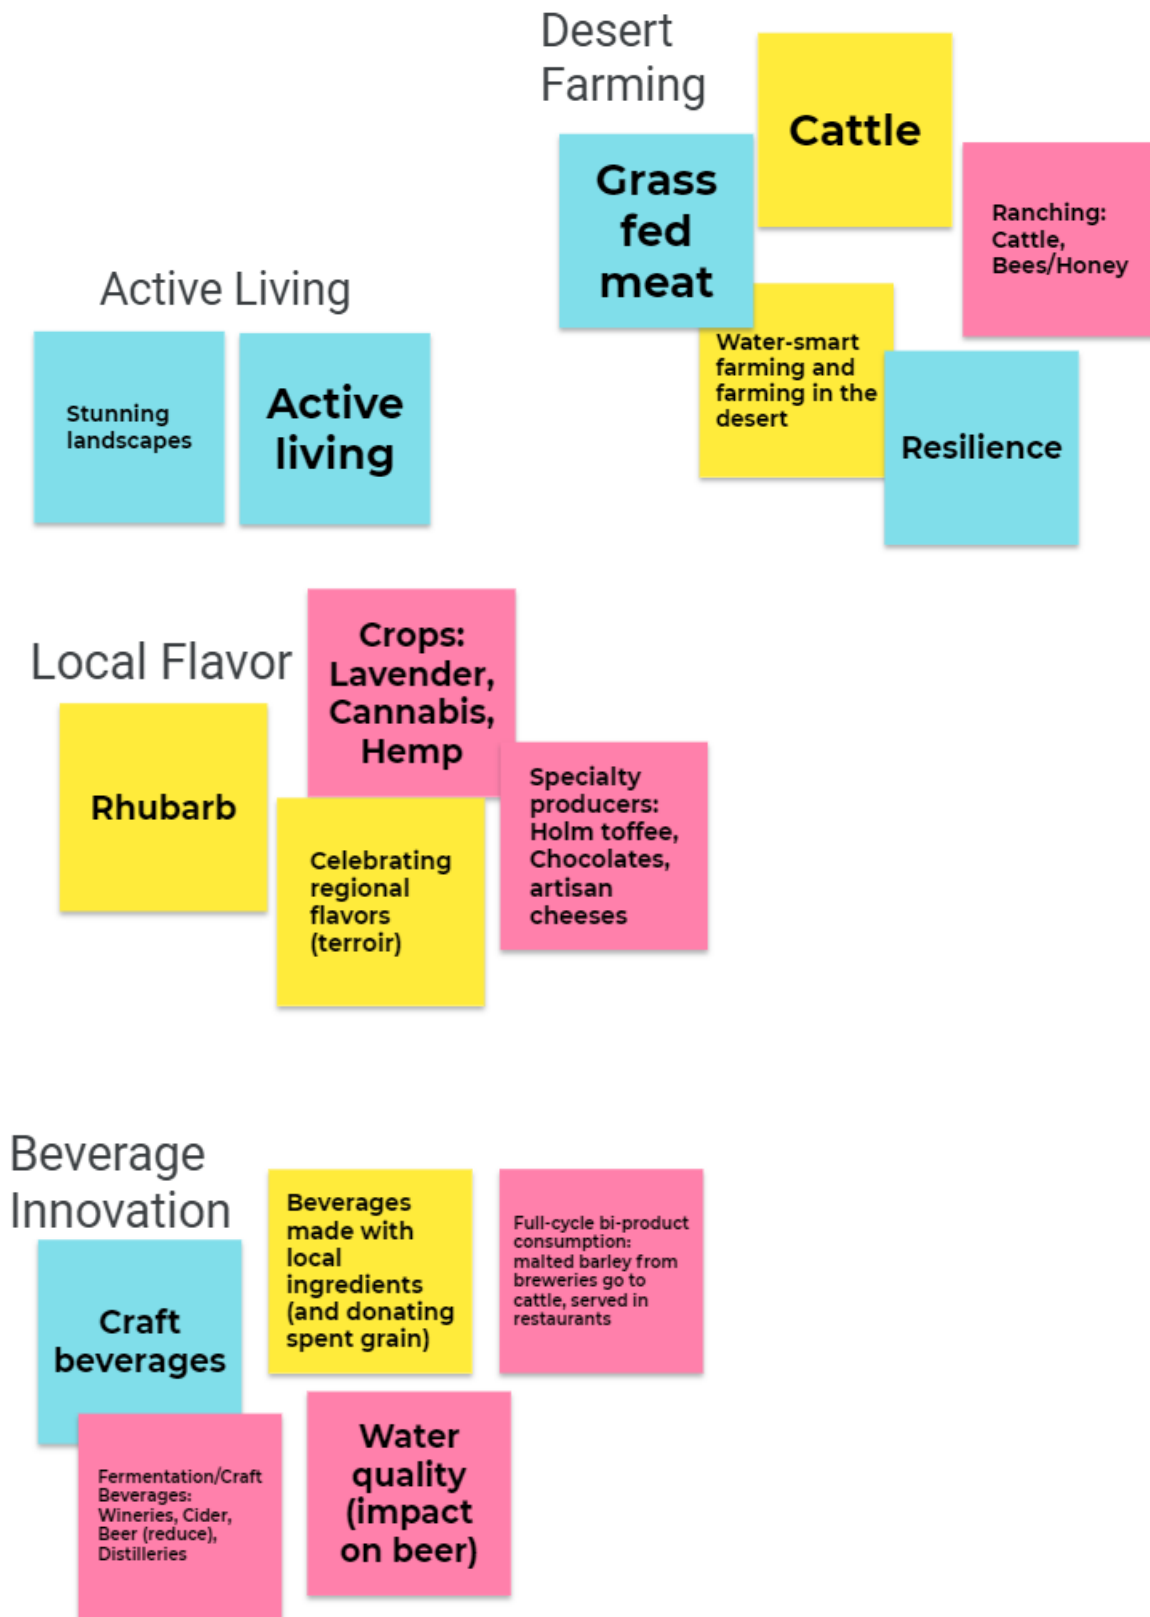 Desert
Farming
Cattle
Grass
fed
meat
Ranching:
Cattle,
Bees/Honey
Water-smart
farming and
farming in the
desert
Resilience
Active Living
Stunning
landscapes
Active
living
Local Flavor
Crops:
Lavender,
Cannabis,
Hemp
Rhubarb
Specialty
producers:
Holm toffee,
Chocolates,
artisan
cheeses
Celebrating
regional
flavors
(terroir)
Beverage
Innovation
Craft
beverages
Beverages
made with
local
ingredients
(and donating
spent grain)
Full-cycle bi-product
consumption:
malted barley from
breweries go to
cattle, served in
restaurants
Fermentation/Craft
Beverages:
Wineries, Cider,
Beer (reduce),
Distilleries
Water
quality
(impact
on beer)